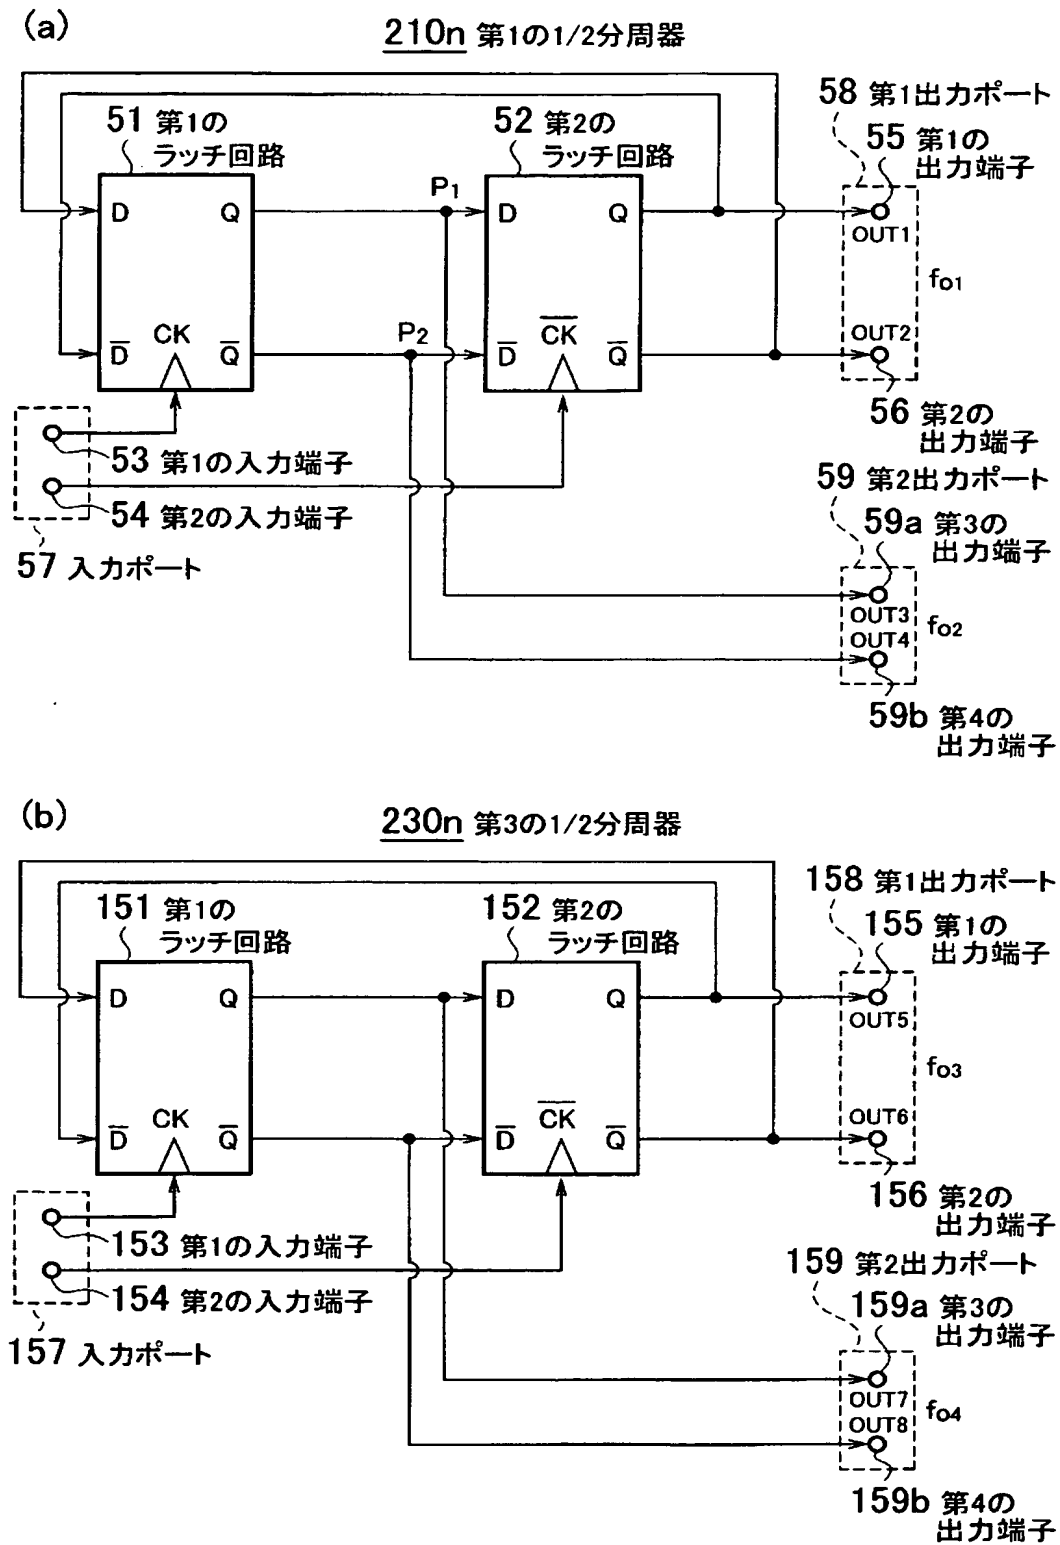 (a)
210n 第1の1/2分周器
51 第1の
ラッチ回路
52 第2の
ラッチ回路
58 第1出力ポート
55 第1の
出力端子
P1
D
Q
D
Q
OUT1
fO1
CK
P2
C̅K̅
OUT2
D̅
Q̅
D̅
Q̅
56 第2の
出力端子
53 第1の入力端子
54 第2の入力端子
57 入力ポート
59 第2出力ポート
59a 第3の
出力端子
OUT3
OUT4
fO2
59b 第4の
出力端子
(b)
230n 第3の1/2分周器
151 第1の
ラッチ回路
152 第2の
ラッチ回路
158 第1出力ポート
155 第1の
出力端子
D
Q
D
Q
OUT5
fO3
CK
C̅K̅
OUT6
D̅
Q̅
D̅
Q̅
156 第2の
出力端子
153 第1の入力端子
154 第2の入力端子
157 入力ポート
159 第2出力ポート
159a 第3の
出力端子
OUT7
OUT8
fO4
159b 第4の
出力端子